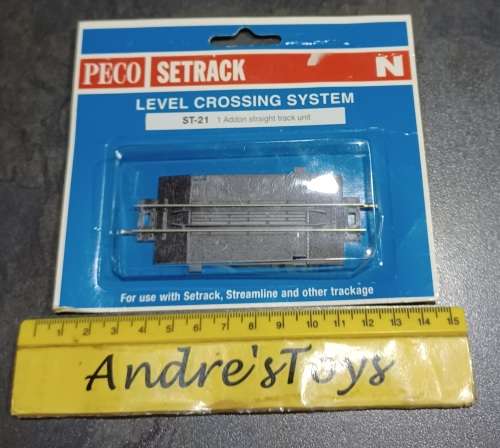 PECO SETRACK N
LEVEL CROSSING SYSTEM
ST-21 1 Addon straight track unit
For use with Setrack, Streamline and other trackage
1 2 3 4 5 6 7 8 9 10 11 12 13 14 15
Andre'sToys